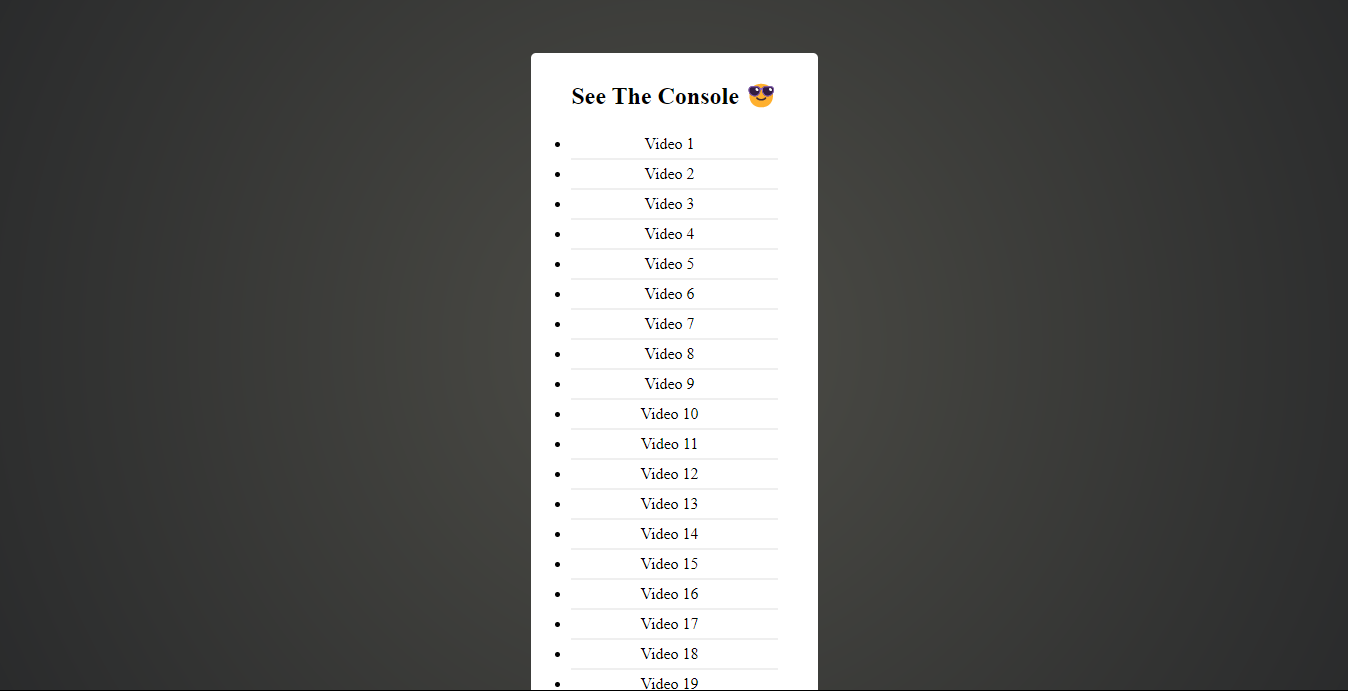 See The Console 😎
Video 1
Video 2
Video 3
Video 4
Video 5
Video 6
Video 7
Video 8
Video 9
Video 10
Video 11
Video 12
Video 13
Video 14
Video 15
Video 16
Video 17
Video 18
Video 19